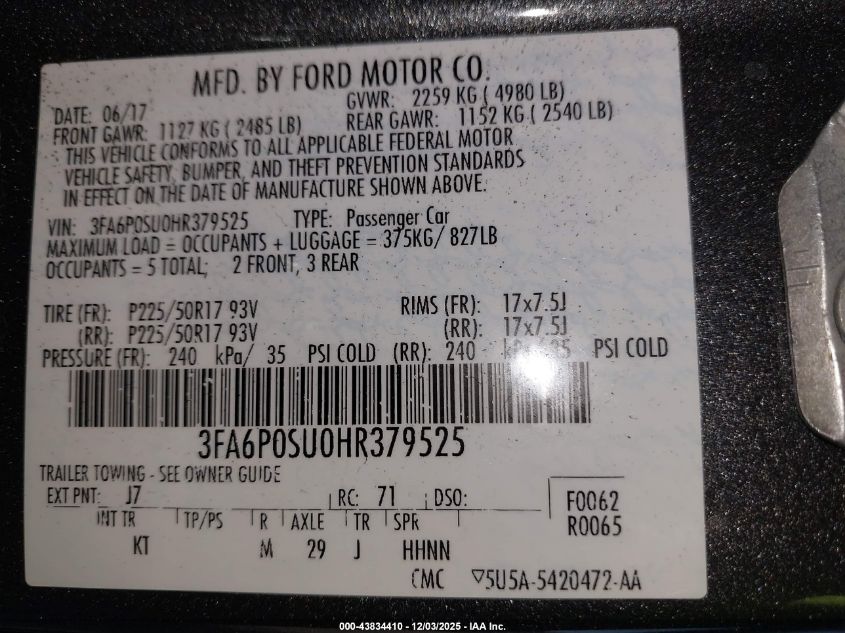 MFD. BY FORD MOTOR CO.
DATE: 06/17 GVWR: 2259 KG ( 4980 LB)
FRONT GAWR: 1127 KG ( 2485 LB) REAR GAWR: 1152 KG ( 2540 LB)
THIS VEHICLE CONFORMS TO ALL APPLICABLE FEDERAL MOTOR
VEHICLE SAFETY, BUMPER, AND THEFT PREVENTION STANDARDS
IN EFFECT ON THE DATE OF MANUFACTURE SHOWN ABOVE.
VIN: 3FA6P0SU0HR379525 TYPE: Passenger Car
MAXIMUM LOAD = OCCUPANTS + LUGGAGE = 375KG/ 827LB
OCCUPANTS = 5 TOTAL; 2 FRONT, 3 REAR
TIRE (FR): P225/50R17 93V RIMS (FR): 17x7.5J
(RR): P225/50R17 93V (RR): 17x7.5J
PRESSURE (FR): 240 kPa/ 35 PSI COLD (RR): 240 kPa/ 35 PSI COLD
3FA6P0SU0HR379525
TRAILER TOWING - SEE OWNER GUIDE
EXT PNT: J7 RC: 71 DSO: F0062
INT TR TP/PS R AXLE TR SPR R0065
KT M 29 J HHNN
CMC ▽5U5A-5420472-AA
000-43834410 - 12/03/2025 - IAA Inc.